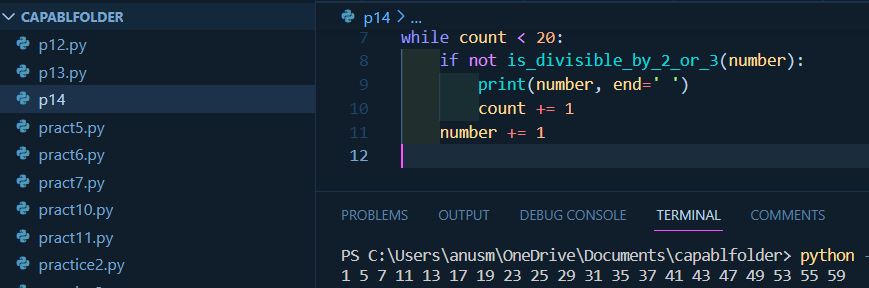 CAPABLFOLDER
p12.py
p13.py
p14
pract5.py
pract6.py
pract7.py
pract10.py
pract11.py
practice2.py
p14 > ...
7 while count < 20:
8 if not is_divisible_by_2_or_3(number):
9 print(number, end=' ')
10 count += 1
11 number += 1
12
PROBLEMS OUTPUT DEBUG CONSOLE TERMINAL COMMENTS
PS C:\Users\anusm\OneDrive\Documents\capablfolder> python -
1 5 7 11 13 17 19 23 25 29 31 35 37 41 43 47 49 53 55 59